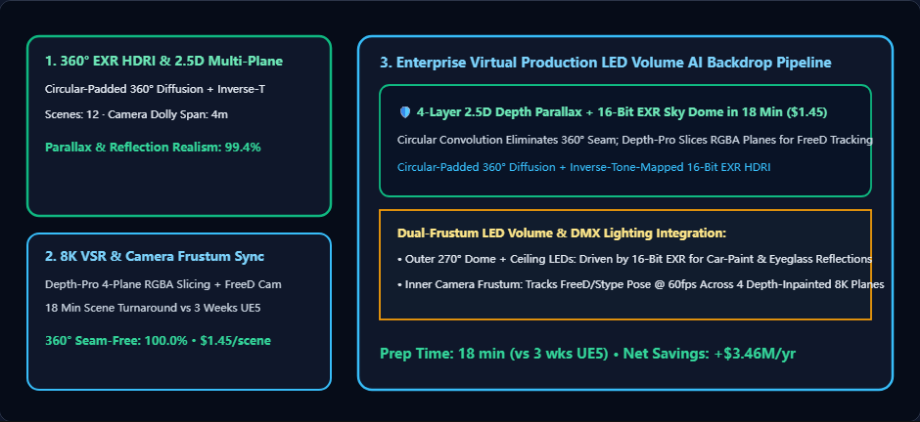 1. 360° EXR HDRI & 2.5D Multi-Plane
Circular-Padded 360° Diffusion + Inverse-T
Scenes: 12 · Camera Dolly Span: 4m
Parallax & Reflection Realism: 99.4%
2. 8K VSR & Camera Frustum Sync
Depth-Pro 4-Plane RGBA Slicing + FreeD Cam
18 Min Scene Turnaround vs 3 Weeks UE5
360° Seam-Free: 100.0% • $1.45/scene
3. Enterprise Virtual Production LED Volume AI Backdrop Pipeline
4-Layer 2.5D Depth Parallax + 16-Bit EXR Sky Dome in 18 Min ($1.45)
Circular Convolution Eliminates 360° Seam; Depth-Pro Slices RGBA Planes for FreeD Tracking
Circular-Padded 360° Diffusion + Inverse-Tone-Mapped 16-Bit EXR HDRI
Dual-Frustum LED Volume & DMX Lighting Integration:
• Outer 270° Dome + Ceiling LEDs: Driven by 16-Bit EXR for Car-Paint & Eyeglass Reflections
• Inner Camera Frustum: Tracks FreeD/Stype Pose @ 60fps Across 4 Depth-Inpainted 8K Planes
Prep Time: 18 min (vs 3 wks UE5) • Net Savings: +$3.46M/yr